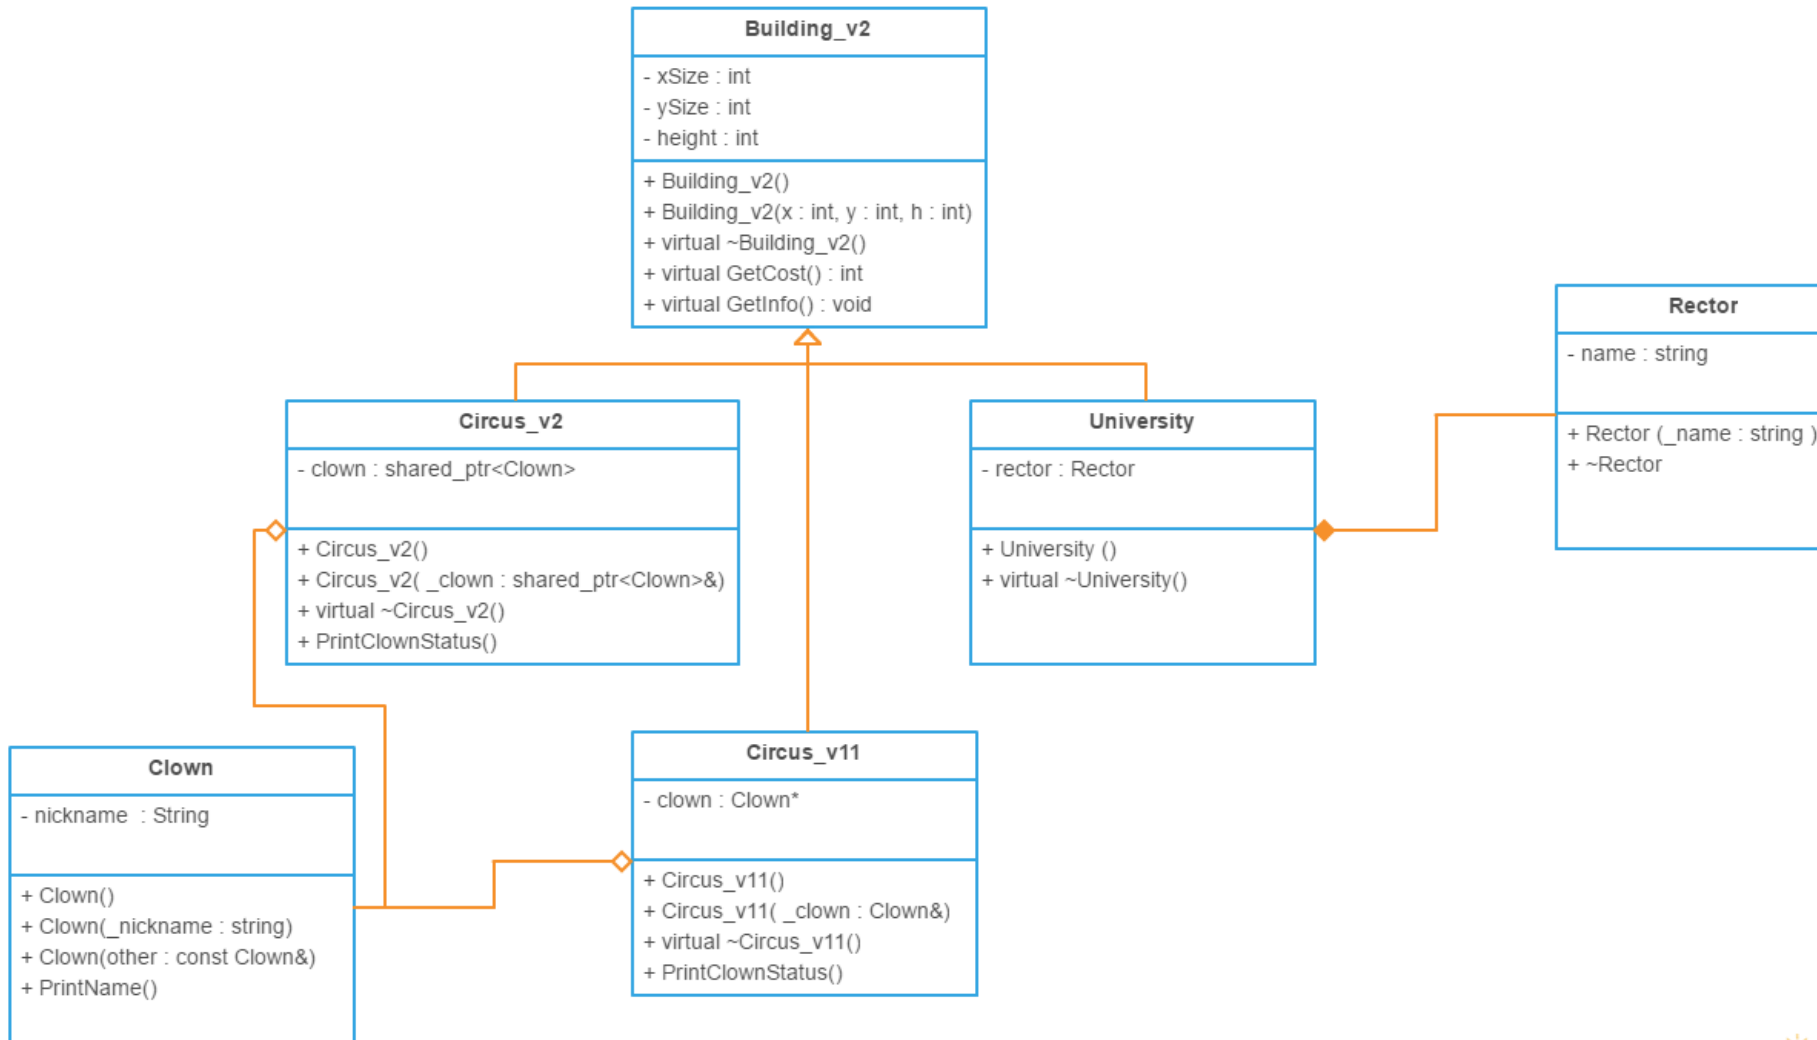 Building_v2
- xSize : int
- ySize : int
- height : int
+ Building_v2()
+ Building_v2(x : int, y : int, h : int)
+ virtual ~Building_v2()
+ virtual GetCost() : int
+ virtual GetInfo() : void
Rector
- name : string
+ Rector (_name : string )
+ ~Rector
Circus_v2
- clown : shared_ptr<Clown>
+ Circus_v2()
+ Circus_v2( _clown : shared_ptr<Clown>&)
+ virtual ~Circus_v2()
+ PrintClownStatus()
University
- rector : Rector
+ University ()
+ virtual ~University()
Clown
- nickname  : String
+ Clown()
+ Clown(_nickname : string)
+ Clown(other : const Clown&)
+ PrintName()
Circus_v11
- clown : Clown*
+ Circus_v11()
+ Circus_v11( _clown : Clown&)
+ virtual ~Circus_v11()
+ PrintClownStatus()